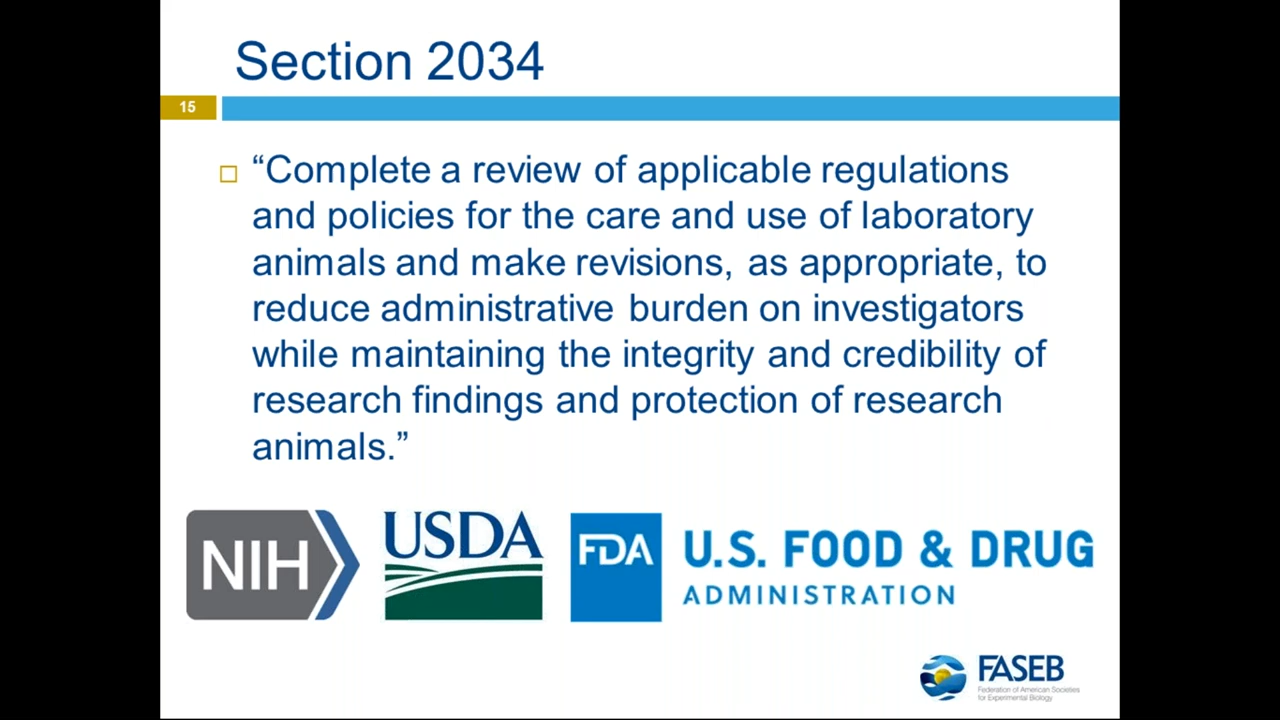 Section 2034
15
“Complete a review of applicable regulations
and policies for the care and use of laboratory
animals and make revisions, as appropriate, to
reduce administrative burden on investigators
while maintaining the integrity and credibility of
research findings and protection of research
animals.”
NIH
USDA
FDA
U.S. FOOD & DRUG
ADMINISTRATION
FASEB
Federation of American Societies
for Experimental Biology